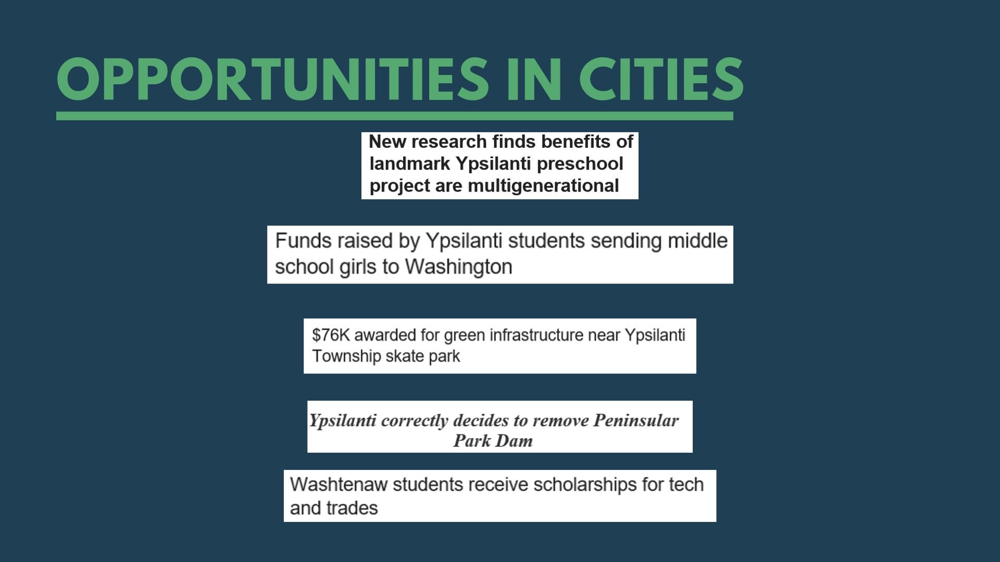 OPPORTUNITIES IN CITIES
New research finds benefits of
landmark Ypsilanti preschool
project are multigenerational
Funds raised by Ypsilanti students sending middle
school girls to Washington
$76K awarded for green infrastructure near Ypsilanti
Township skate park
Ypsilanti correctly decides to remove Peninsular
Park Dam
Washtenaw students receive scholarships for tech
and trades